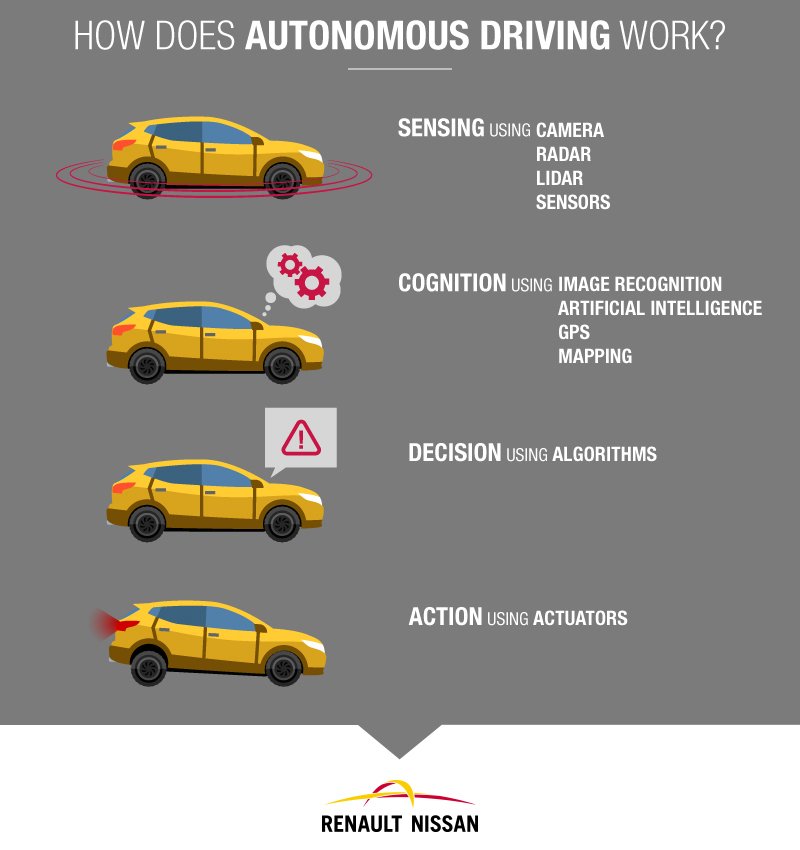 HOW DOES AUTONOMOUS DRIVING WORK?
SENSING USING CAMERA
RADAR
LIDAR
SENSORS
COGNITION USING IMAGE RECOGNITION
ARTIFICIAL INTELLIGENCE
GPS
MAPPING
DECISION USING ALGORITHMS
ACTION USING ACTUATORS
RENAULT NISSAN